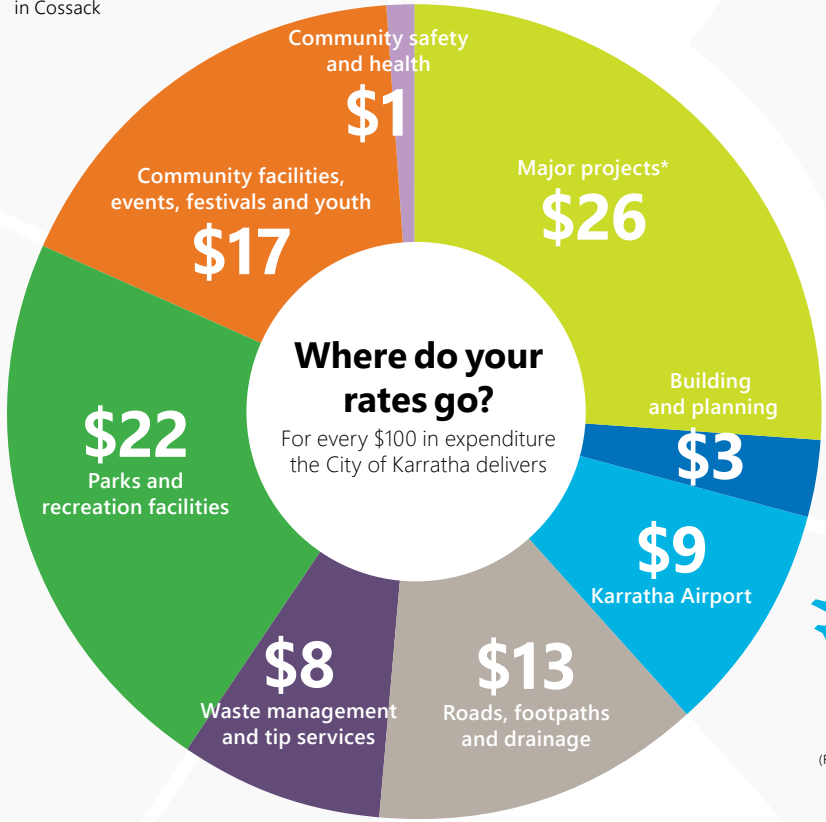 in Cossack
Community safety
and health
$1
Major projects*
$26
Community facilities,
events, festivals and youth
$17
Where do your
rates go?
For every $100 in expenditure
the City of Karratha delivers
Building
and planning
$3
$22
Parks and
recreation facilities
$9
Karratha Airport
$8
Waste management
and tip services
$13
Roads, footpaths
and drainage